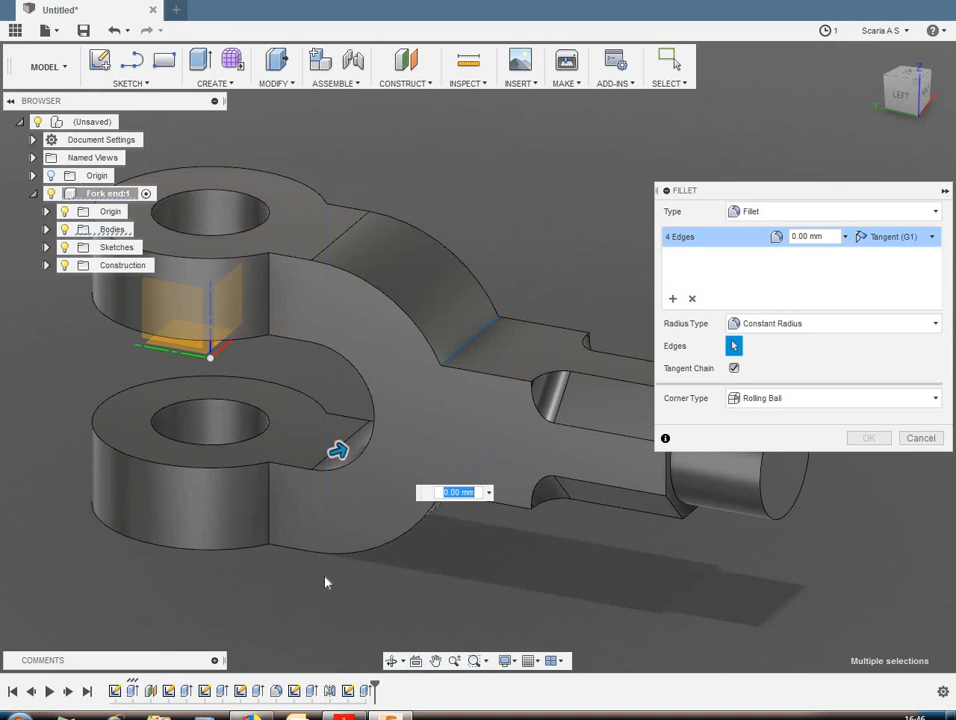 Untitled*
1
Scaria A S
MODEL
SKETCH
CREATE
MODIFY
ASSEMBLE
CONSTRUCT
INSPECT
INSERT
MAKE
ADD-INS
SELECT
BROWSER
(Unsaved)
Document Settings
Named Views
Origin
Fork end:1
Origin
Bodies
Sketches
Construction
Z
LEFT
Y
FILLET
Type
Fillet
4 Edges
0.00 mm
Tangent (G1)
Radius Type
Constant Radius
Edges
Tangent Chain
Corner Type
Rolling Ball
OK
Cancel
0.00 mm
COMMENTS
Multiple selections
16:46